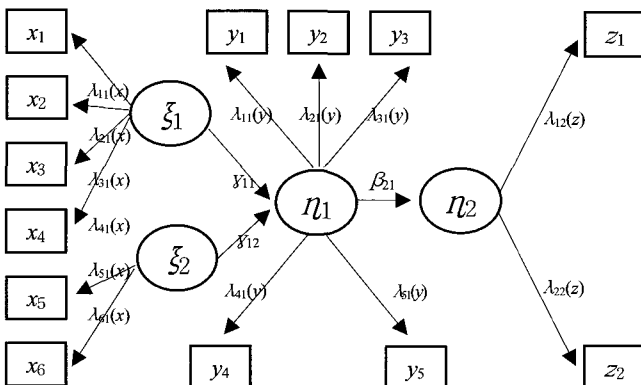 x1 y1 y2 y3 z1
λ11(x) λ11(y) λ21(y) λ31(y) λ12(z)
x2 ξ1
λ21(x)
x3
λ31(x) γ11 β21
x4 η1 η2
λ41(x) γ12
ξ2
λ51(x) λ41(y) λ51(y) λ22(z)
x5
λ61(x)
x6 y4 y5 z2